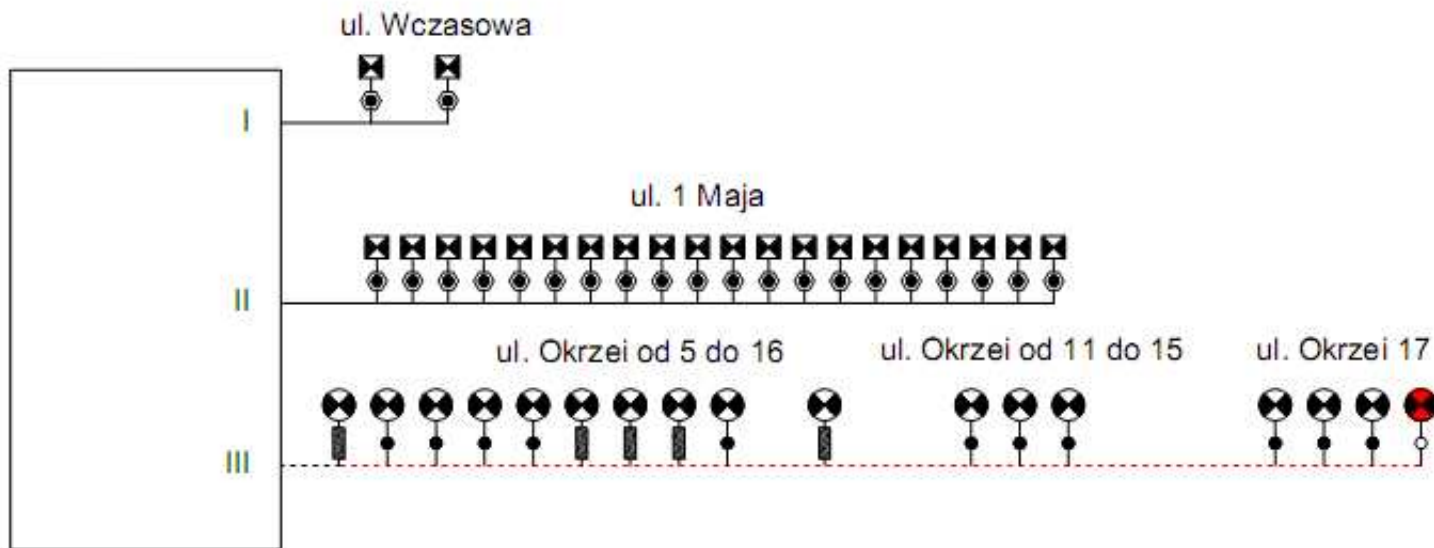 ul. Wczasowa
I
ul. 1 Maja
II
ul. Okrzei od 5 do 16 ul. Okrzei od 11 do 15 ul. Okrzei 17
III